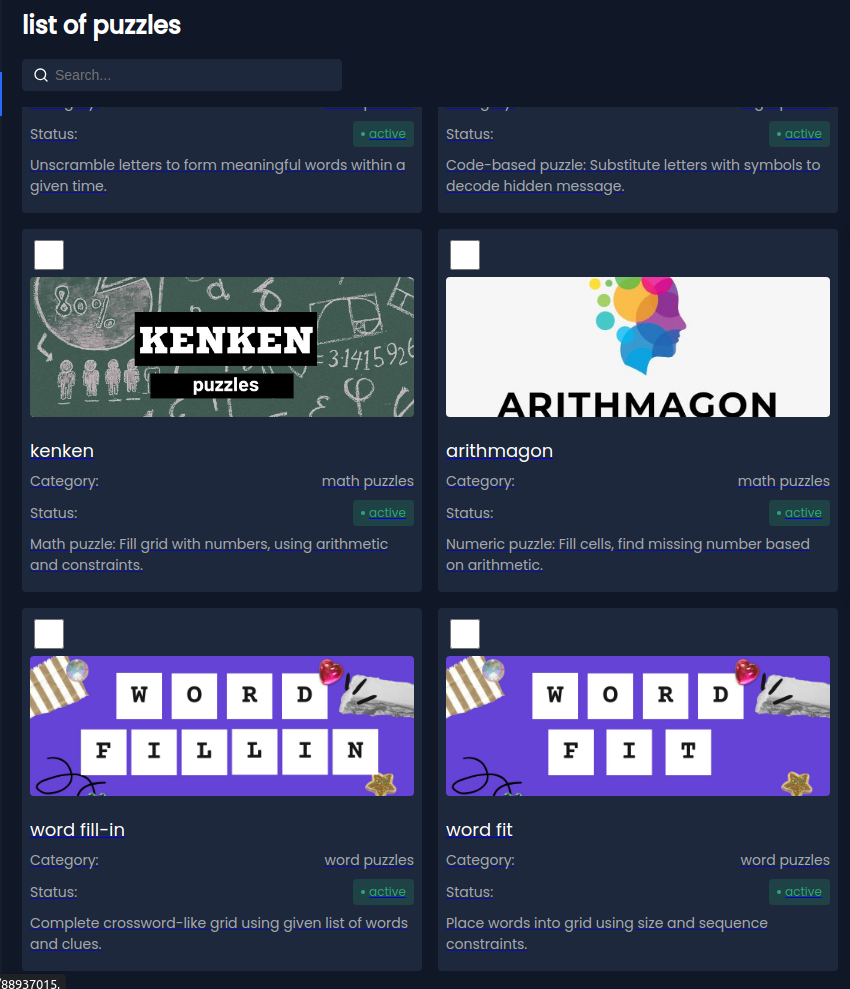 list of puzzles
Search...
Status:
• active
Status:
• active
Unscramble letters to form meaningful words within a
given time.
Code-based puzzle: Substitute letters with symbols to
decode hidden message.
80%
KENKEN
puzzles
=3.1415926
φ
ARITHMAGON
kenken
Category:
math puzzles
Status:
• active
Math puzzle: Fill grid with numbers, using arithmetic
and constraints.
arithmagon
Category:
math puzzles
Status:
• active
Numeric puzzle: Fill cells, find missing number based
on arithmetic.
WORD
FILLIN
WORD
FIT
word fill-in
Category:
word puzzles
Status:
• active
Complete crossword-like grid using given list of words
and clues.
word fit
Category:
word puzzles
Status:
• active
Place words into grid using size and sequence
constraints.
88937015.